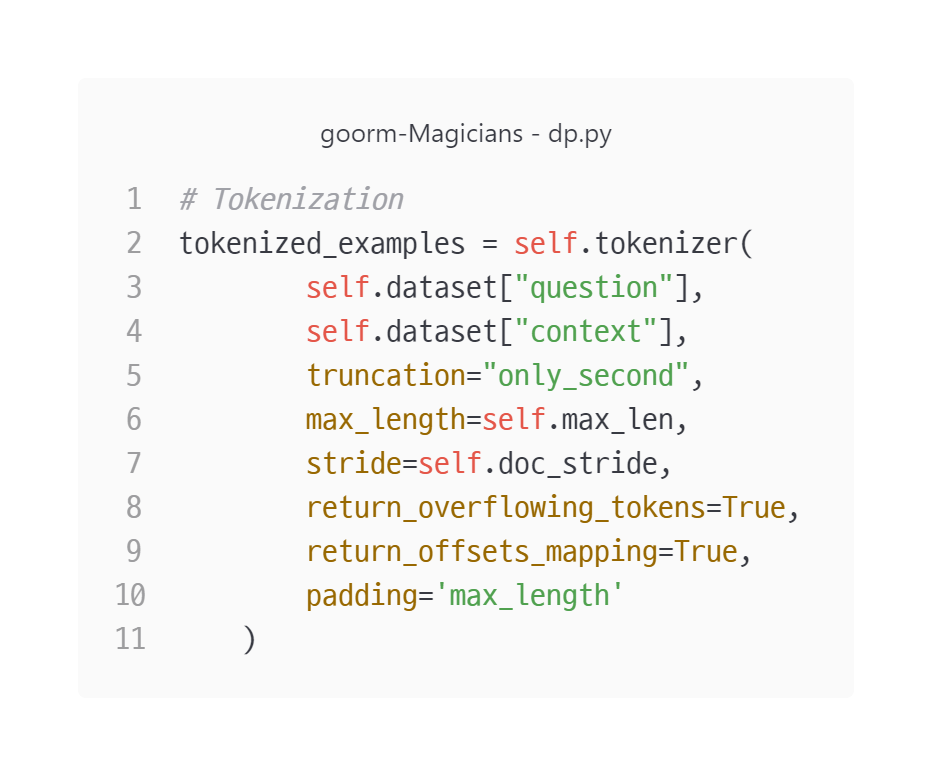 goorm-Magicians - dp.py
1 # Tokenization
2 tokenized_examples = self.tokenizer(
3         self.dataset["question"],
4         self.dataset["context"],
5         truncation="only_second",
6         max_length=self.max_len,
7         stride=self.doc_stride,
8         return_overflowing_tokens=True,
9         return_offsets_mapping=True,
10         padding='max_length'
11     )